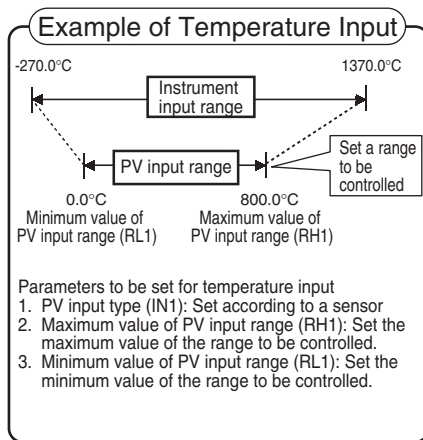 Example of Temperature Input
-270.0°C
1370.0°C
Instrument
input range
PV input range
Set a range
to be
controlled
0.0°C
Minimum value of
PV input range (RL1)
800.0°C
Maximum value of
PV input range (RH1)
Parameters to be set for temperature input
1. PV input type (IN1): Set according to a sensor
2. Maximum value of PV input range (RH1): Set the
maximum value of the range to be controlled.
3. Minimum value of PV input range (RL1): Set the
minimum value of the range to be controlled.